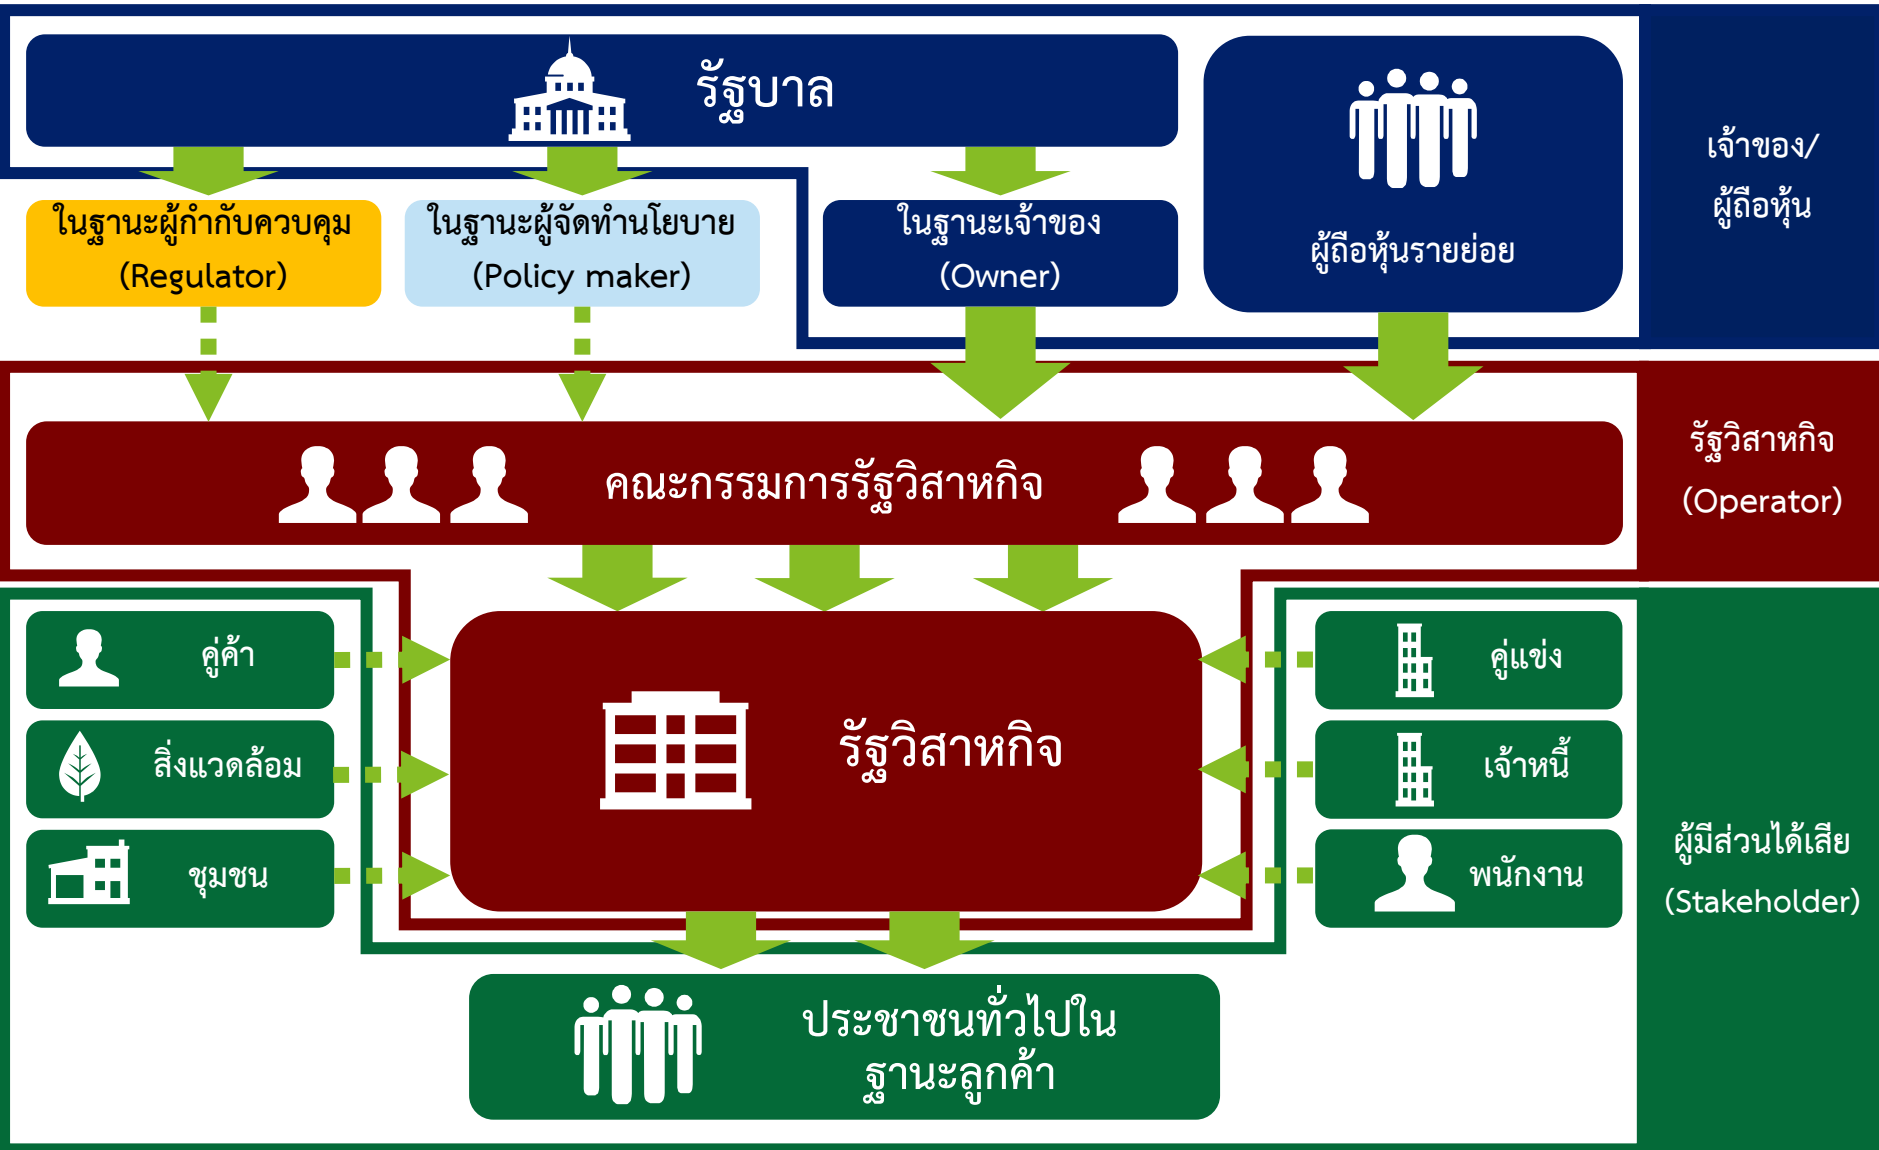 รัฐบาล
เจ้าของ/
ผู้ถือหุ้น
ในฐานะผู้กำกับควบคุม
(Regulator)
ในฐานะผู้จัดทำนโยบาย
(Policy maker)
ในฐานะเจ้าของ
(Owner)
ผู้ถือหุ้นรายย่อย
คณะกรรมการรัฐวิสาหกิจ
รัฐวิสาหกิจ
(Operator)
คู่ค้า
สิ่งแวดล้อม
ชุมชน
รัฐวิสาหกิจ
คู่แข่ง
เจ้าหนี้
พนักงาน
ผู้มีส่วนได้เสีย
(Stakeholder)
ประชาชนทั่วไปใน
ฐานะลูกค้า